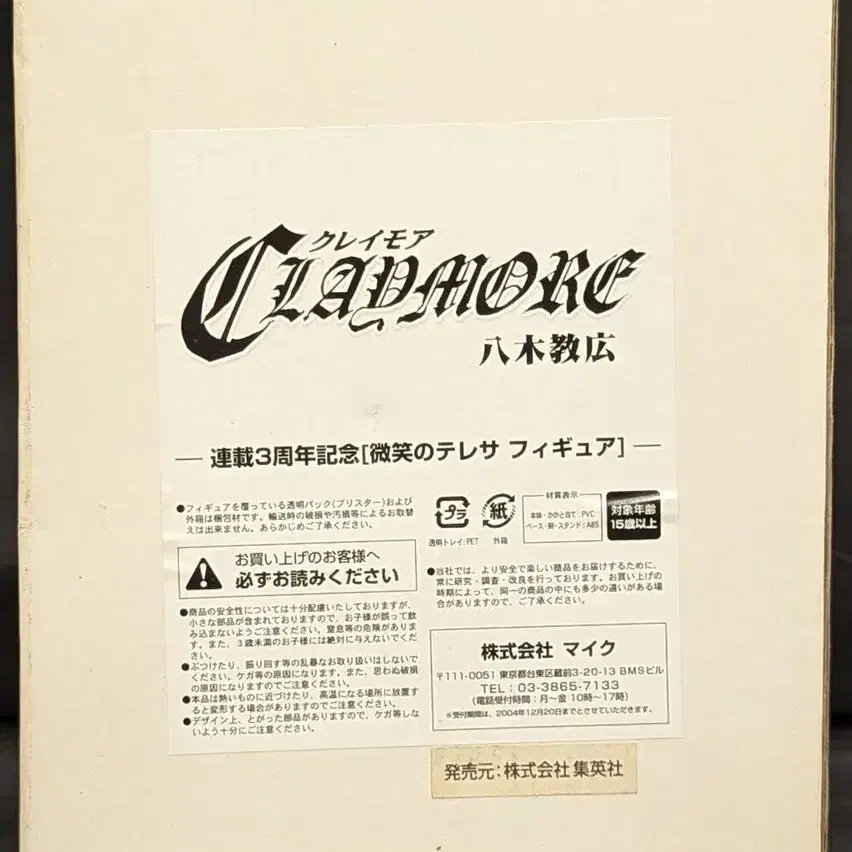 クレイモア
CLAYMORE
八木教広
連載3周年記念[微笑のテレサ フィギュア]
●フィギュアを覆っている透明パック(ブリスター)および
外箱は梱包材です。輸送時の破損や汚損等によるお取替
えは出来ません。あらかじめご了承ください。
プラ
透明トレイ:PET
紙
外箱
材質表示
本体・かかと当て:PVC
ベース・剣・スタンド:ABS
対象年齢
15歳以上
お買い上げのお客様へ
必ずお読みください
●商品の安全性については十分配慮いたしておりますが、
小さな部品が含まれておりますので、お子様が誤って飲
み込まないようご注意ください。窒息等の危険がありま
す。また、3歳未満のお子様には絶対に与えないでくだ
さい。
●ぶつけたり、振り回す等の乱暴なお取り扱いはしないで
ください。ケガ等の原因になります。また、思わぬ破損
の原因になりますのでご注意ください。
●本品は熱いものに近づけたり、高温になる場所に放置す
ると変形する場合がありますのでご注意ください。
●デザイン上、とがった部品がありますので、ケガ等しな
いよう十分にご注意ください。
●当社では、より安全で楽しい商品をお届けするために、
常に研究・調査・改良を行っております。お買い上げの
時期によって、同一の商品の中にも多少の違いがある場
合がありますので、ご了承ください。
株式会社 マイク
〒111-0051 東京都台東区蔵前3-20-13 BMSビル
TEL:03-3865-7133
(電話受付時間:月〜金 10時〜17時)
※受付期間は、2004年12月20日までとさせていただきます。
発売元:株式会社 集英社